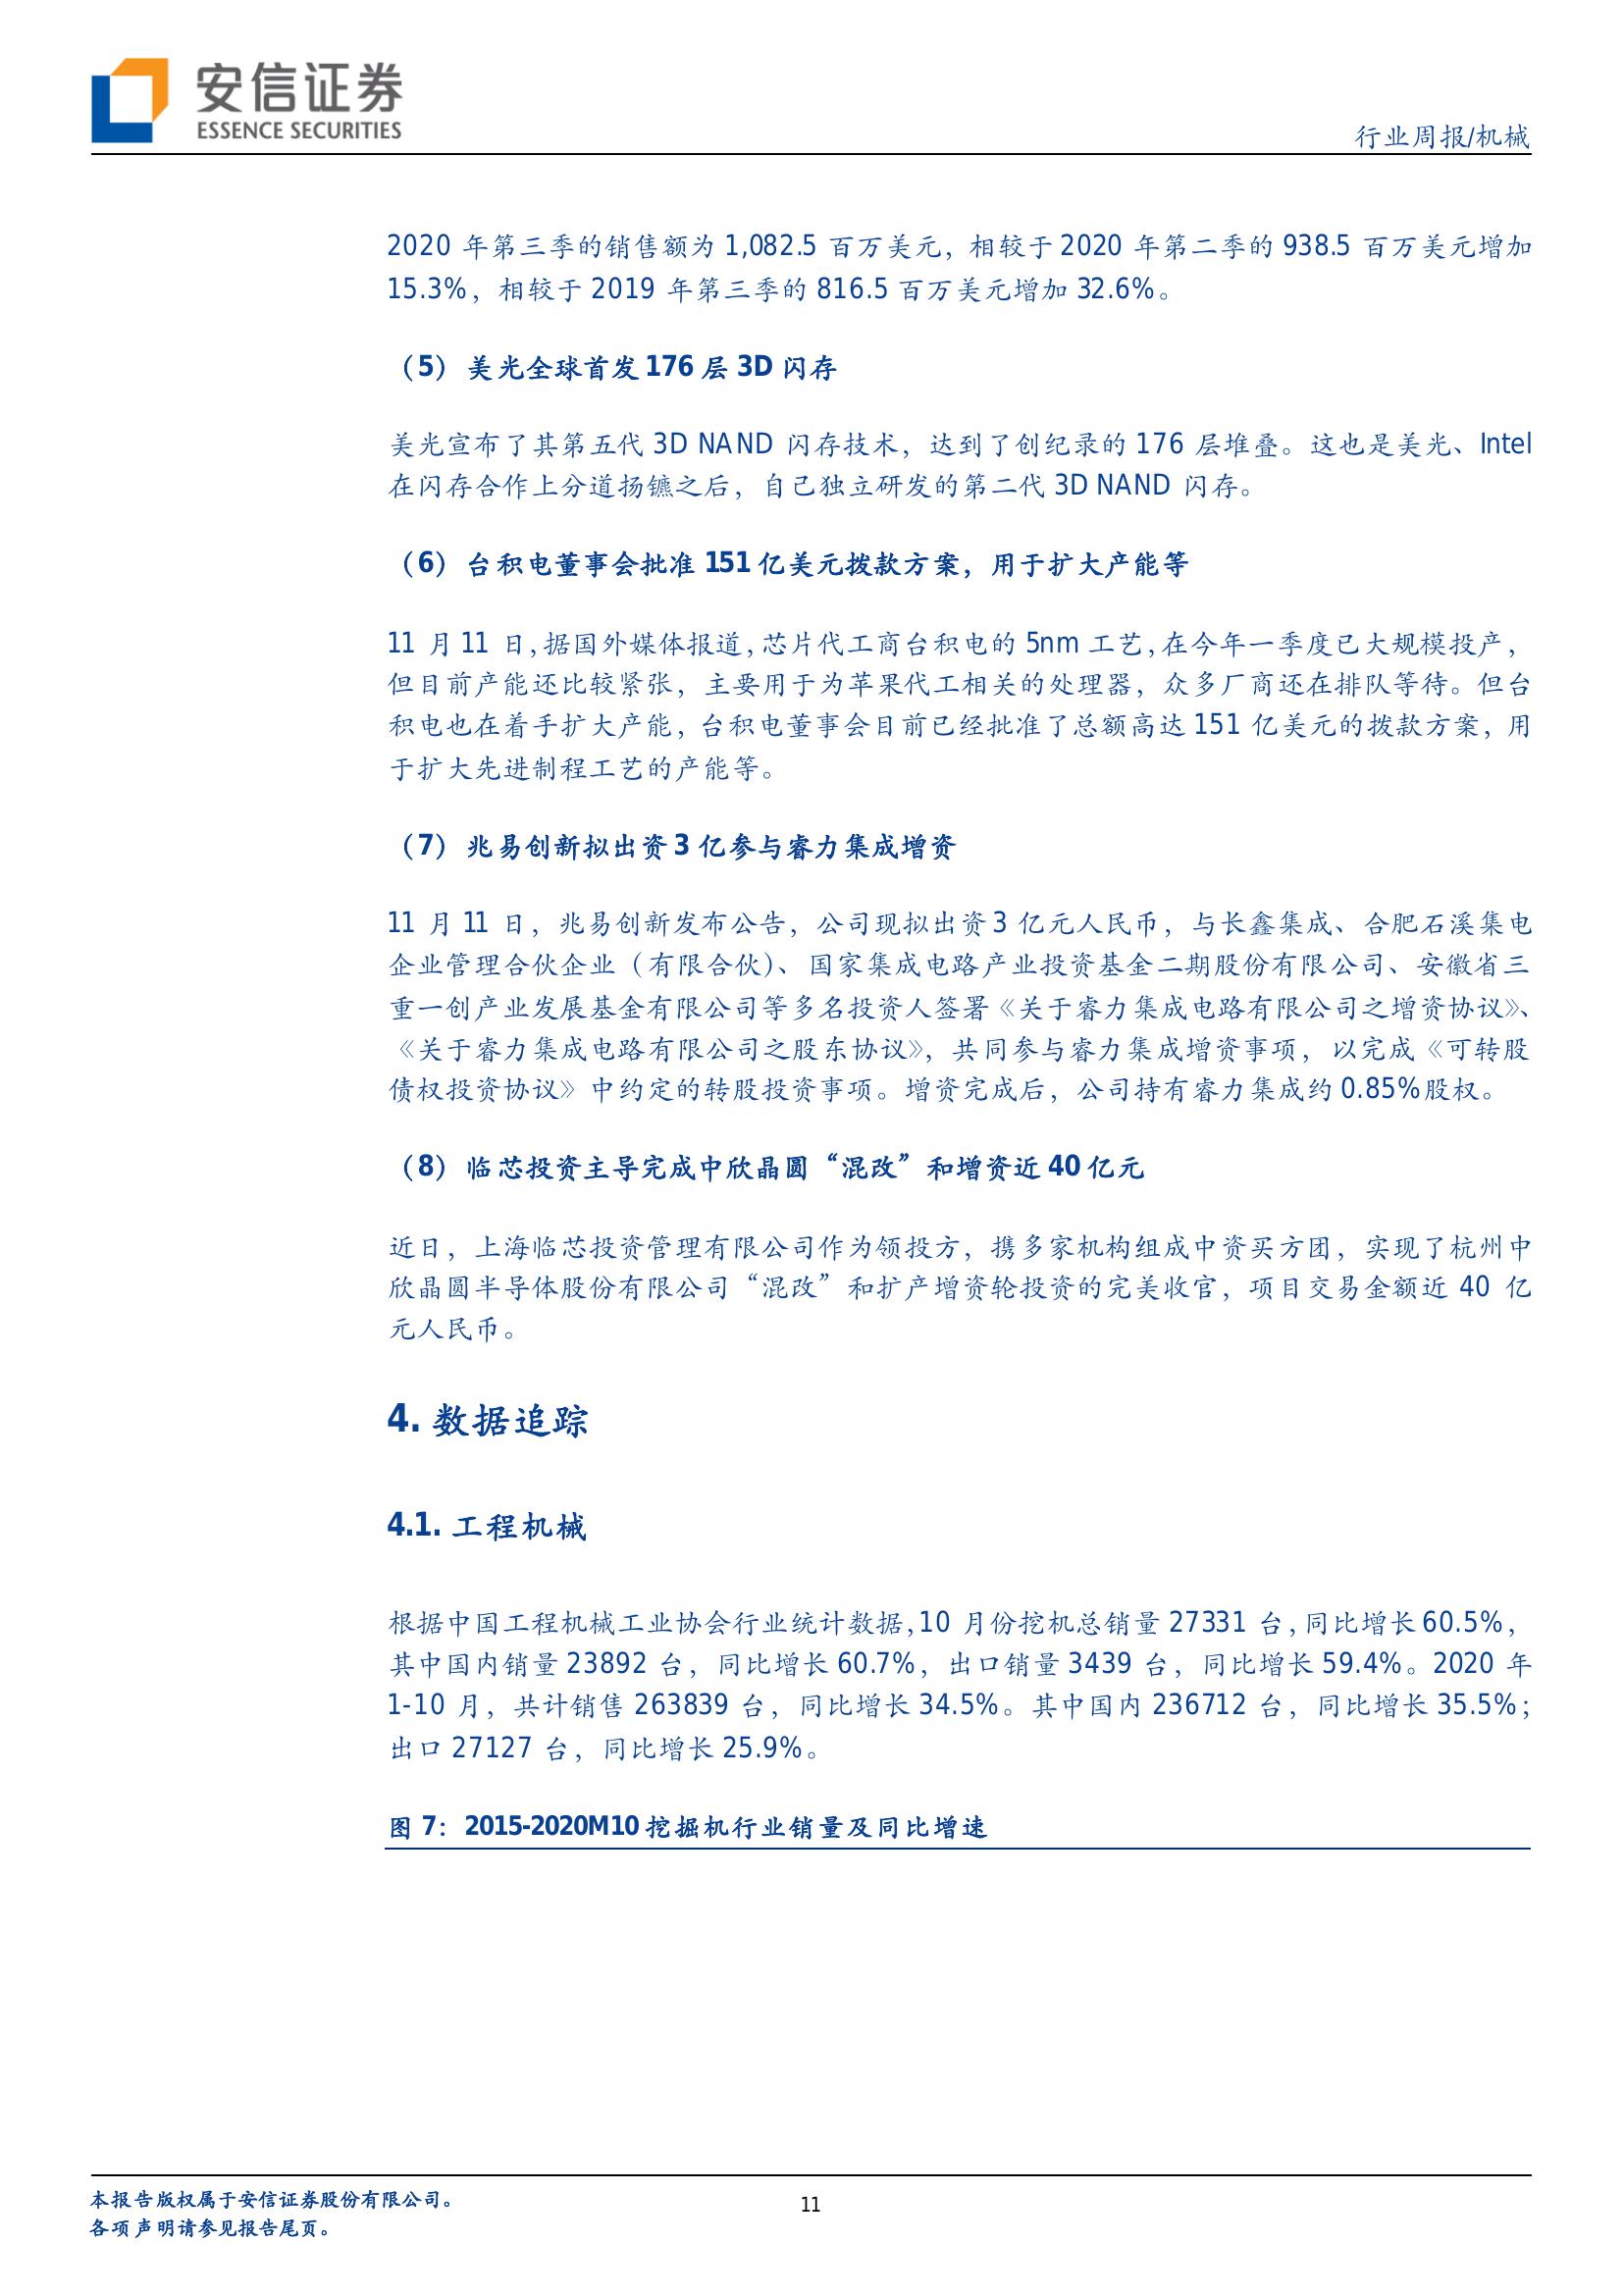 安信证券
ESSENCE SECURITIES
行业周报/机械
2020 年第三季的销售额为 1,082.5 百万美元，相较于 2020 年第二季的 938.5 百万美元增加
15.3%，相较于 2019 年第三季的 816.5 百万美元增加 32.6%。
（5）美光全球首发 176 层 3D 闪存
美光宣布了其第五代 3D NAND 闪存技术，达到了创纪录的 176 层堆叠。这也是美光、Intel
在闪存合作上分道扬镳之后，自己独立研发的第二代 3D NAND 闪存。
（6）台积电董事会批准 151 亿美元拨款方案，用于扩大产能等
11 月 11 日，据国外媒体报道，芯片代工商台积电的 5nm 工艺，在今年一季度已大规模投产，
但目前产能还比较紧张，主要用于为苹果代工相关的处理器，众多厂商还在排队等待。但台
积电也在着手扩大产能，台积电董事会目前已经批准了总额高达 151 亿美元的拨款方案，用
于扩大先进制程工艺的产能等。
（7）兆易创新拟出资 3 亿参与睿力集成增资
11 月 11 日，兆易创新发布公告，公司现拟出资 3 亿元人民币，与长鑫集成、合肥石溪集电
企业管理合伙企业（有限合伙）、国家集成电路产业投资基金二期股份有限公司、安徽省三
重一创产业发展基金有限公司等多名投资人签署《关于睿力集成电路有限公司之增资协议》、
《关于睿力集成电路有限公司之股东协议》，共同参与睿力集成增资事项，以完成《可转股
债权投资协议》中约定的转股投资事项。增资完成后，公司持有睿力集成约 0.85%股权。
（8）临芯投资主导完成中欣晶圆“混改”和增资近 40 亿元
近日，上海临芯投资管理有限公司作为领投方，携多家机构组成中资买方团，实现了杭州中
欣晶圆半导体股份有限公司“混改”和扩产增资轮投资的完美收官，项目交易金额近 40 亿
元人民币。
4. 数据追踪
4.1. 工程机械
根据中国工程机械工业协会行业统计数据，10 月份挖机总销量 27331 台，同比增长 60.5%，
其中国内销量 23892 台，同比增长 60.7%，出口销量 3439 台，同比增长 59.4%。2020 年
1-10 月，共计销售 263839 台，同比增长 34.5%。其中国内 236712 台，同比增长 35.5%；
出口 27127 台，同比增长 25.9%。
图 7：2015-2020M10 挖掘机行业销量及同比增速
本报告版权属于安信证券股份有限公司。
各项声明请参见报告尾页。
11